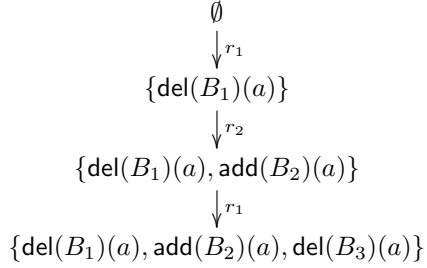 ∅
r₁
{del(B₁)(a)}
r₂
{del(B₁)(a), add(B₂)(a)}
r₁
{del(B₁)(a), add(B₂)(a), del(B₃)(a)}